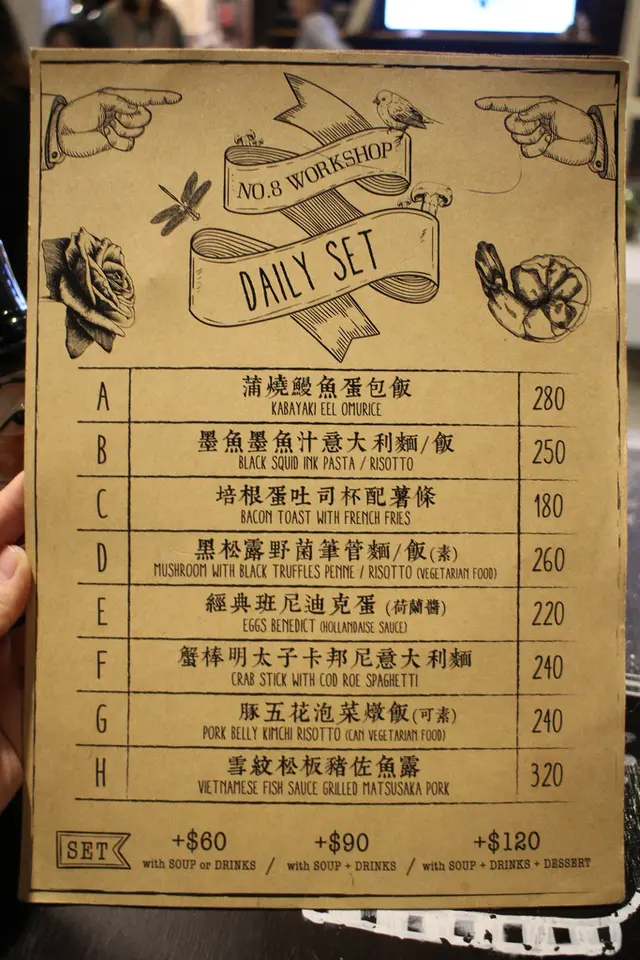 NO.8 WORKSHOP
DAILY SET
A 蒲燒鰻魚蛋包飯 280
KABAYAKI EEL OMURICE
B 墨魚墨魚汁意大利麵/飯 250
BLACK SQUID INK PASTA / RISOTTO
C 培根蛋吐司杯配薯條 180
BACON TOAST WITH FRENCH FRIES
D 黑松露野菌筆管麵/飯(素) 260
MUSHROOM WITH BLACK TRUFFLES PENNE / RISOTTO (VEGETARIAN FOOD)
E 經典班尼迪克蛋 (荷蘭醬) 220
EGGS BENEDICT (HOLLANDAISE SAUCE)
F 蟹棒明太子卡邦尼意大利麵 240
CRAB STICK WITH COD ROE SPAGHETTI
G 豚五花泡菜燉飯(可素) 240
PORK BELLY KIMCHI RISOTTO (CAN VEGETARIAN FOOD)
H 雪紋松板豬佐魚露 320
VIETNAMESE FISH SAUCE GRILLED MATSUSAKA PORK
SET +$60 +$90 +$120
with SOUP or DRINKS / with SOUP + DRINKS / with SOUP + DRINKS + DESSERT